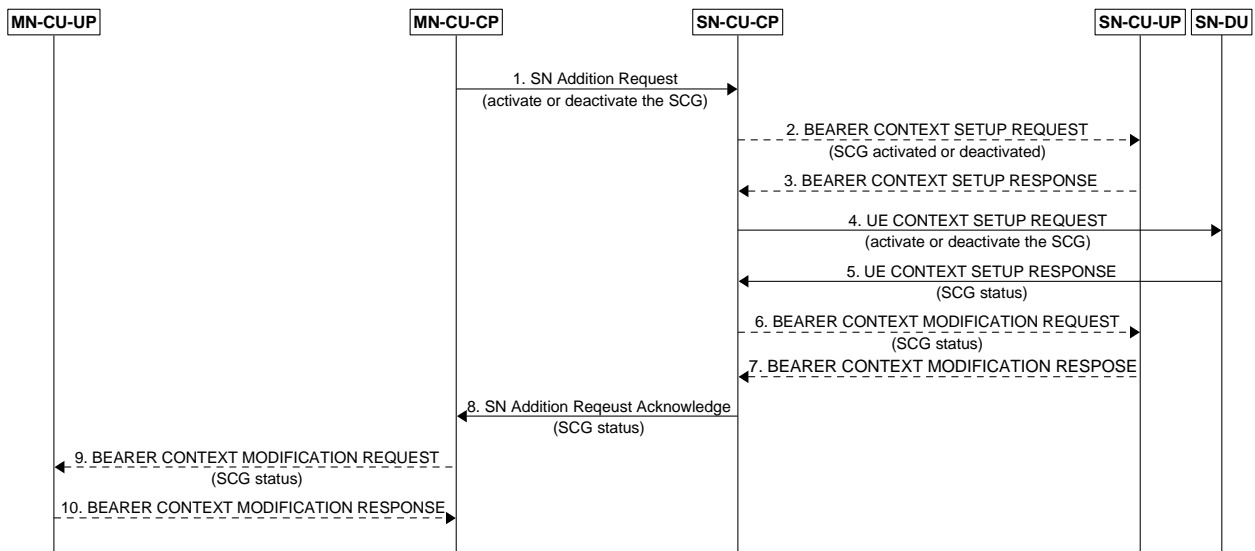 MN-CU-UP MN-CU-CP SN-CU-CP SN-CU-UP SN-DU
1. SN Addition Request
(activate or deactivate the SCG)
2. BEARER CONTEXT SETUP REQUEST
(SCG activated or deactivated)
3. BEARER CONTEXT SETUP RESPONSE
4. UE CONTEXT SETUP REQUEST
(activate or deactivate the SCG)
5. UE CONTEXT SETUP RESPONSE
(SCG status)
6. BEARER CONTEXT MODIFICATION REQUEST
(SCG status)
7. BEARER CONTEXT MODIFICATION RESPOSE
8. SN Addition Reqeust Acknowledge
(SCG status)
9. BEARER CONTEXT MODIFICATION REQUEST
(SCG status)
10. BEARER CONTEXT MODIFICATION RESPONSE